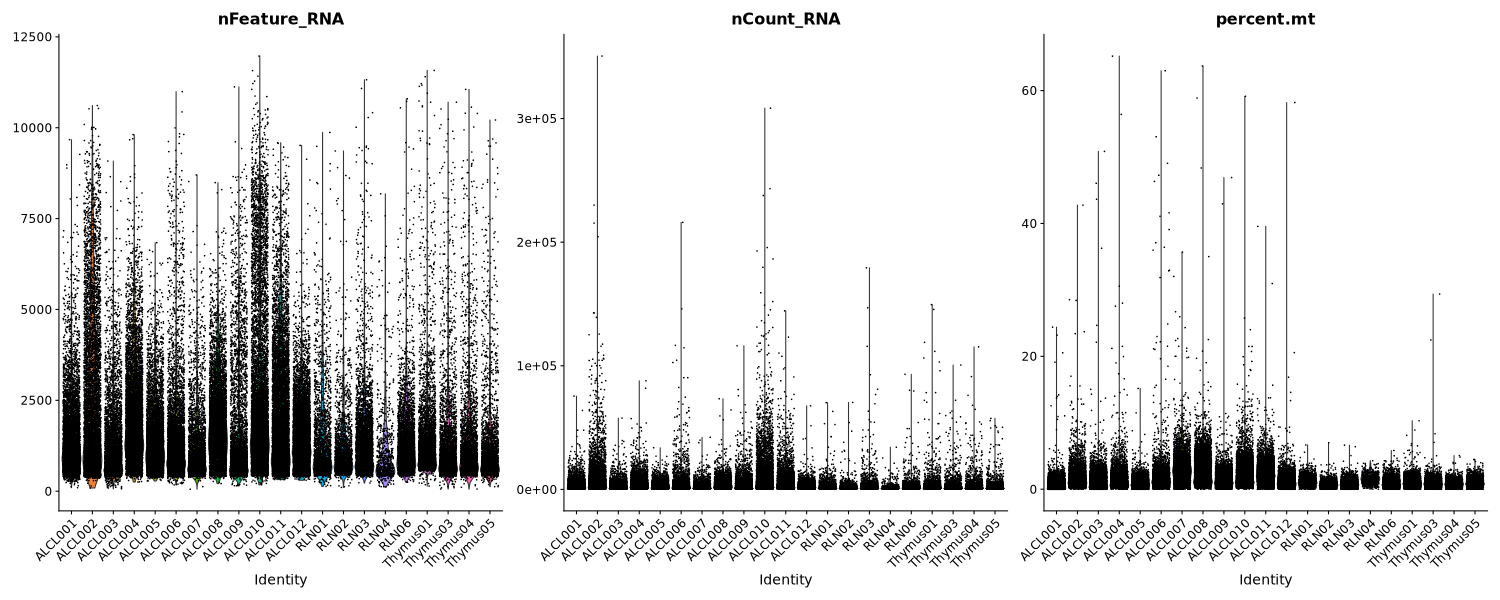 nFeature_RNA
12500
10000
7500
5000
2500
0
ALCL001
ALCL002
ALCL003
ALCL004
ALCL005
ALCL006
ALCL007
ALCL008
ALCL009
ALCL010
ALCL011
ALCL012
RLN01
RLN02
RLN03
RLN04
RLN06
Thymus01
Thymus03
Thymus04
Thymus05
Identity
nCount_RNA
3e+05
2e+05
1e+05
0e+00
ALCL001
ALCL002
ALCL003
ALCL004
ALCL005
ALCL006
ALCL007
ALCL008
ALCL009
ALCL010
ALCL011
ALCL012
RLN01
RLN02
RLN03
RLN04
RLN06
Thymus01
Thymus03
Thymus04
Thymus05
Identity
percent.mt
60
40
20
0
ALCL001
ALCL002
ALCL003
ALCL004
ALCL005
ALCL006
ALCL007
ALCL008
ALCL009
ALCL010
ALCL011
ALCL012
RLN01
RLN02
RLN03
RLN04
RLN06
Thymus01
Thymus03
Thymus04
Thymus05
Identity